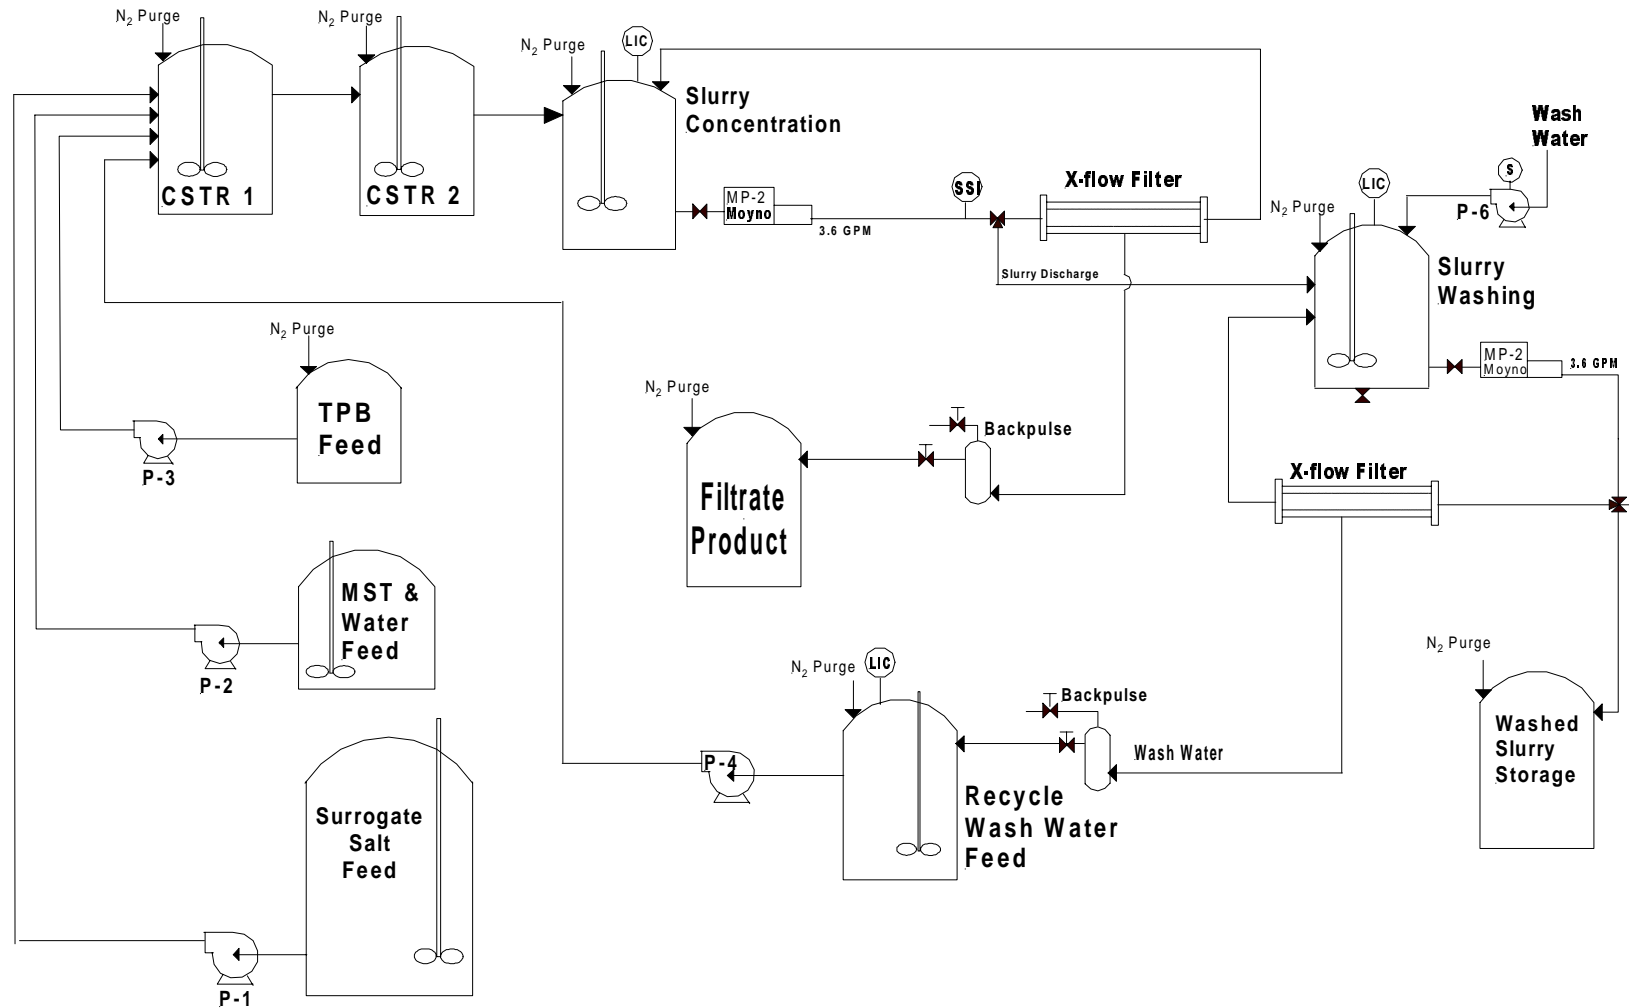 N2 Purge
N2 Purge
N2 Purge
LIC
Slurry
Concentration
CSTR 1
CSTR 2
MP-2
Moyno
3.6 GPM
SSI
X-flow Filter
Wash
Water
S
P-6
LIC
N2 Purge
Slurry Discharge
Slurry
Washing
MP-2
Moyno
3.6 GPM
N2 Purge
TPB
Feed
P-3
N2 Purge
Backpulse
Filtrate
Product
X-flow Filter
MST &
Water
Feed
P-2
N2 Purge
LIC
Backpulse
Wash Water
P-4
Recycle
Wash Water
Feed
N2 Purge
Washed
Slurry
Storage
Surrogate
Salt
Feed
P-1